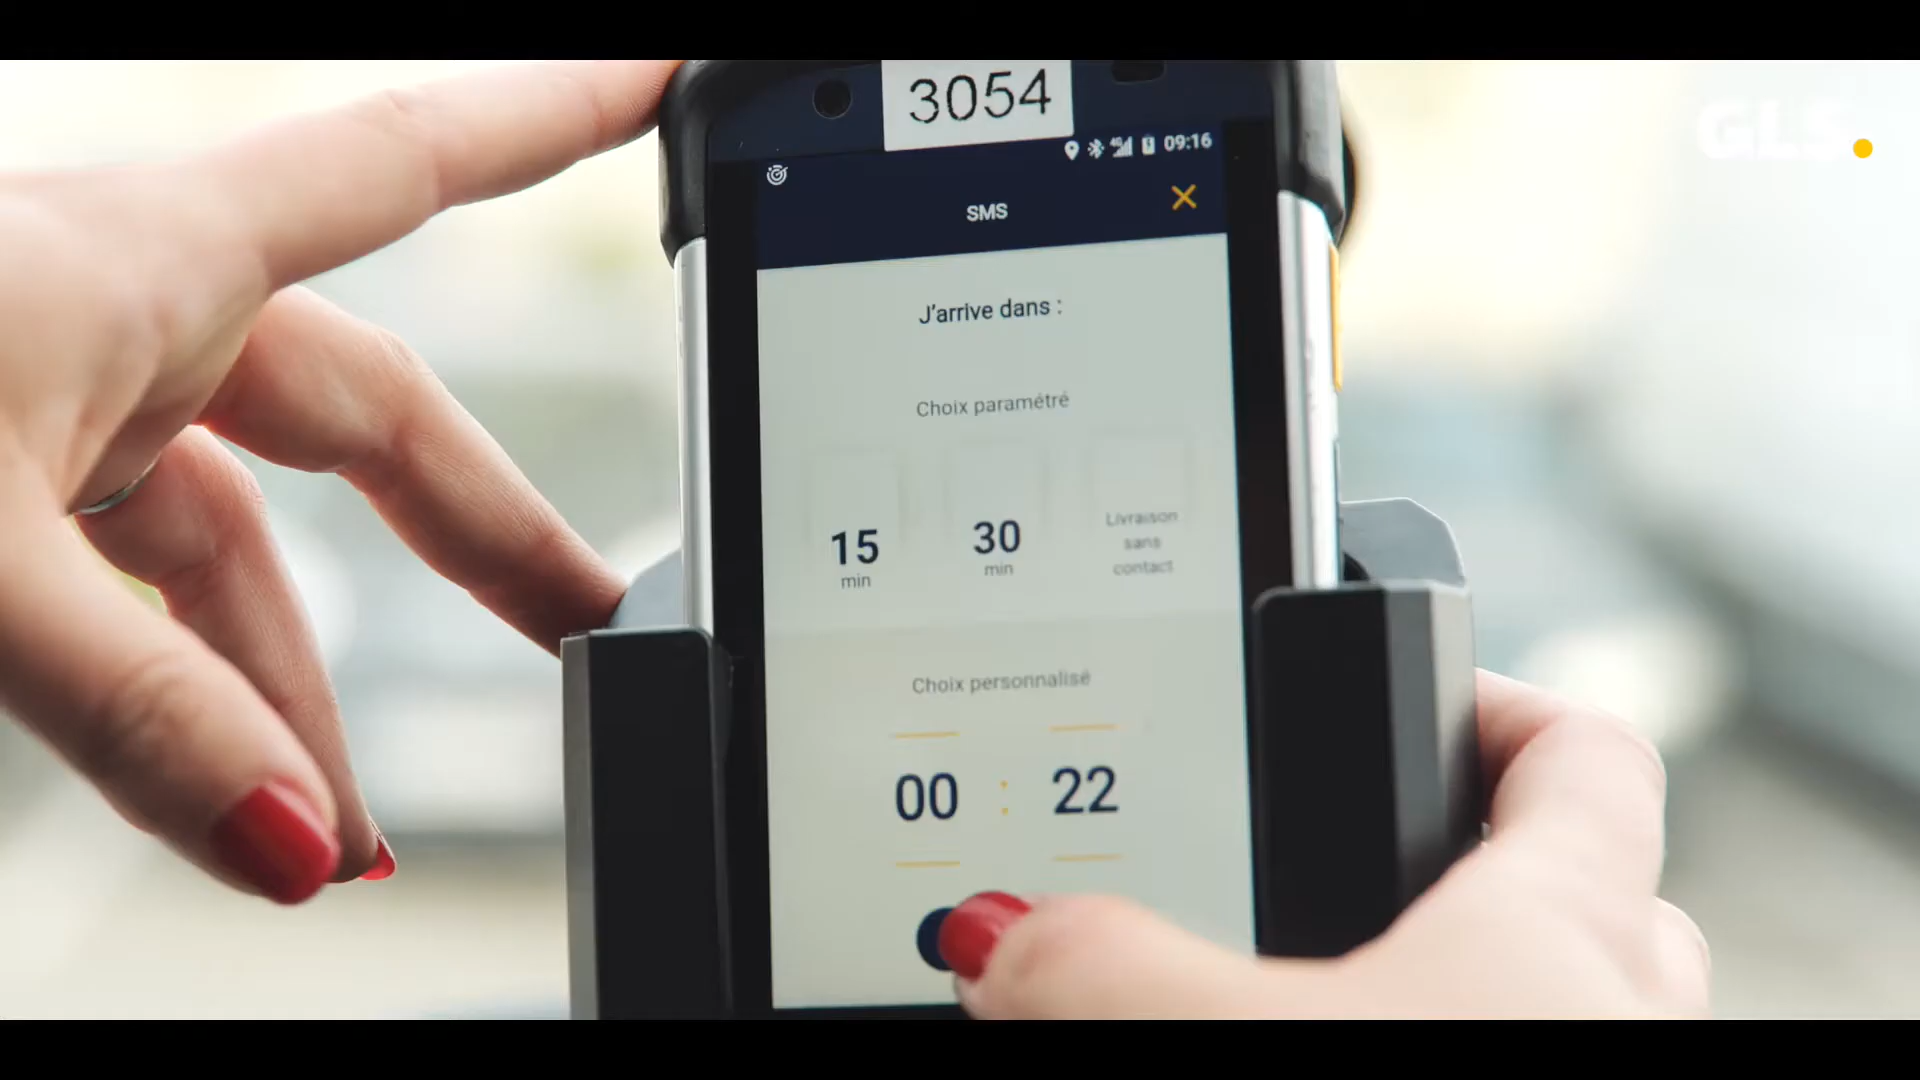 3054
GLS.
09:16
SMS
J'arrive dans :
Choix paramétré
15
min
30
min
Livraison
sans
contact
Choix personnalisé
00 : 22